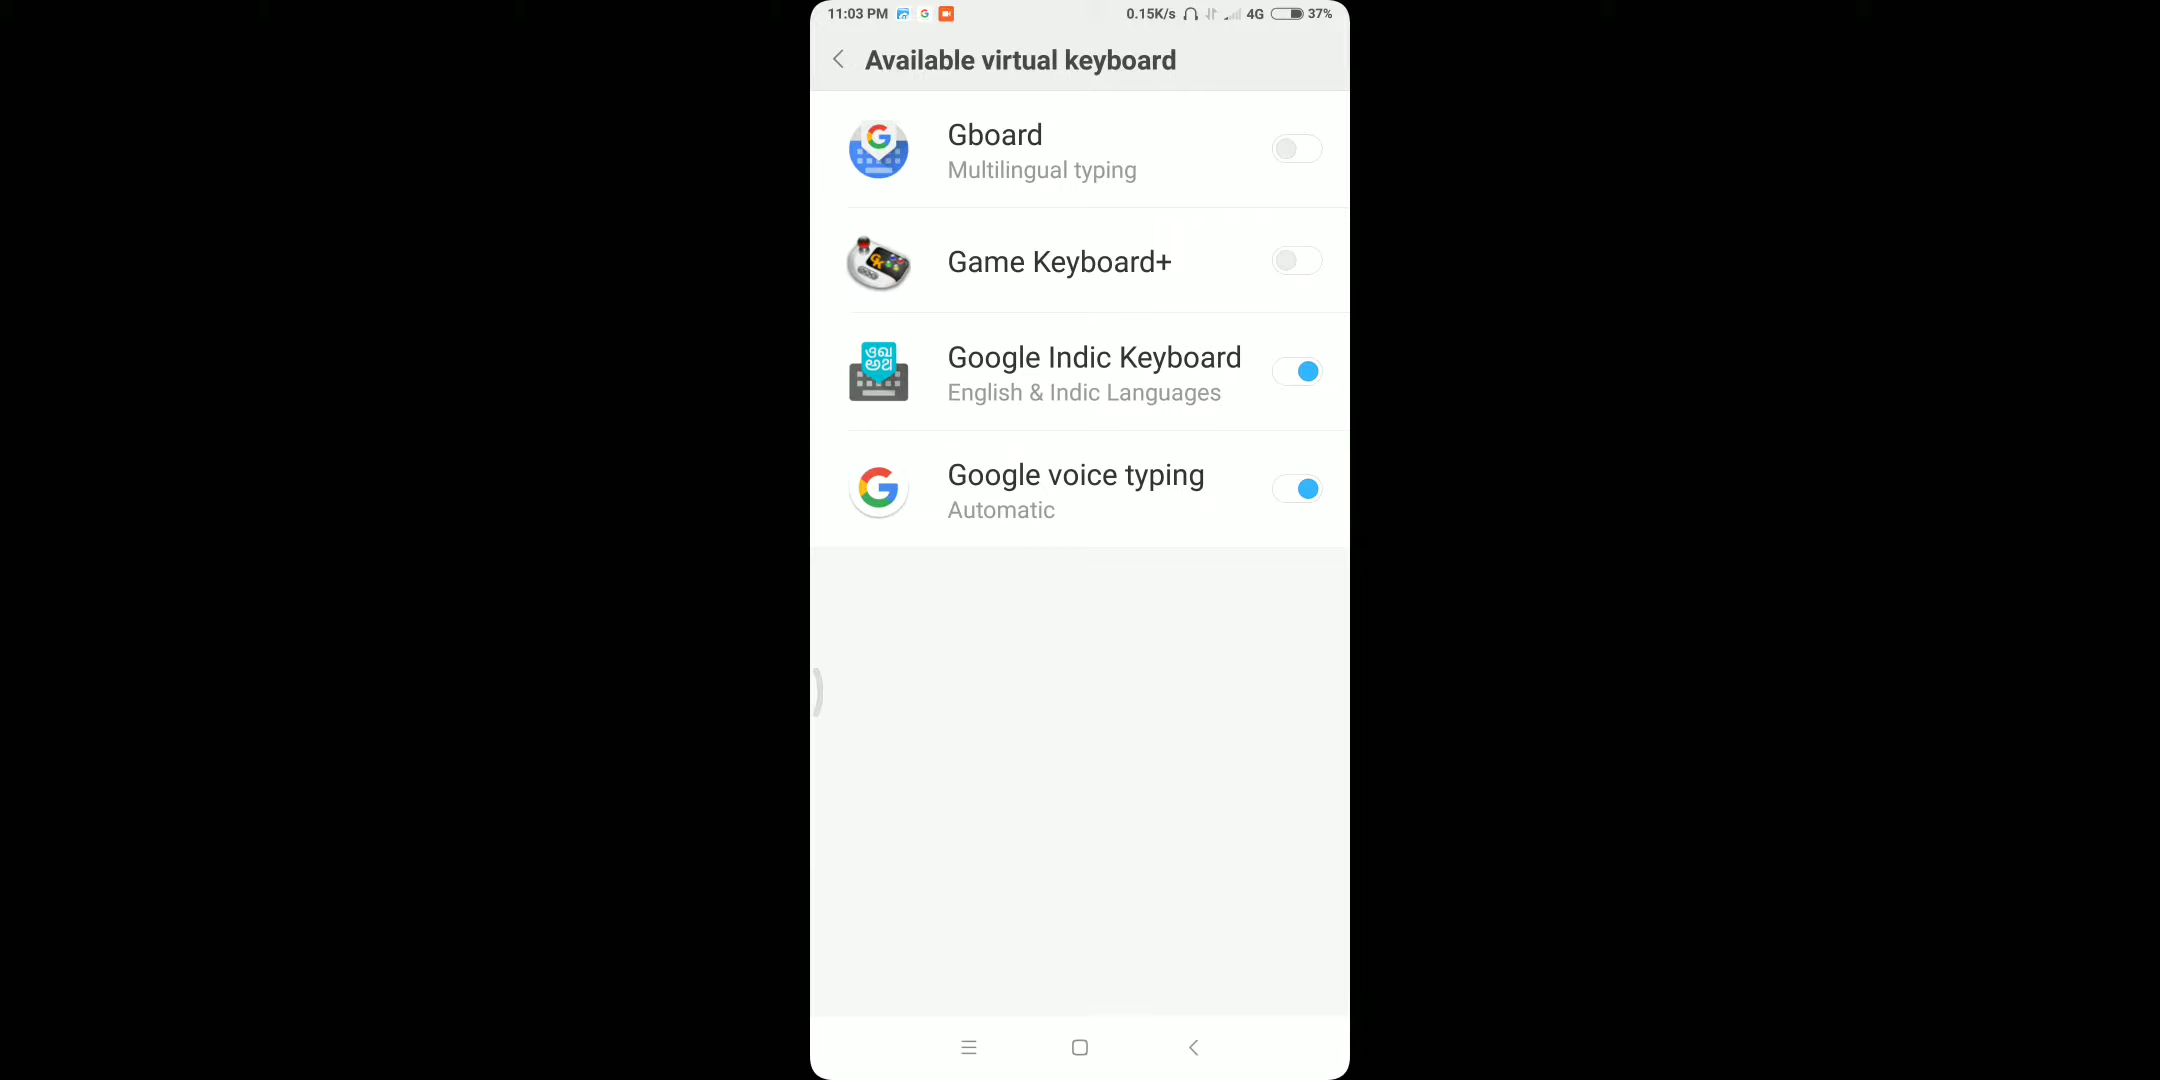 11:03 PM 0.15K/s 4G 37%
Available virtual keyboard
Gboard
Multilingual typing
Game Keyboard+
Google Indic Keyboard
English & Indic Languages
Google voice typing
Automatic